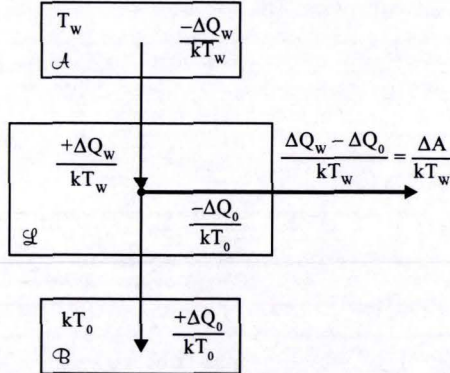 T_w
-ΔQ_w / kT_w
𝒜
+ΔQ_w / kT_w
(ΔQ_w - ΔQ_0) / kT_w = ΔA / kT_w
-ΔQ_0 / kT_0
ℒ
kT_0
+ΔQ_0 / kT_0
ℬ